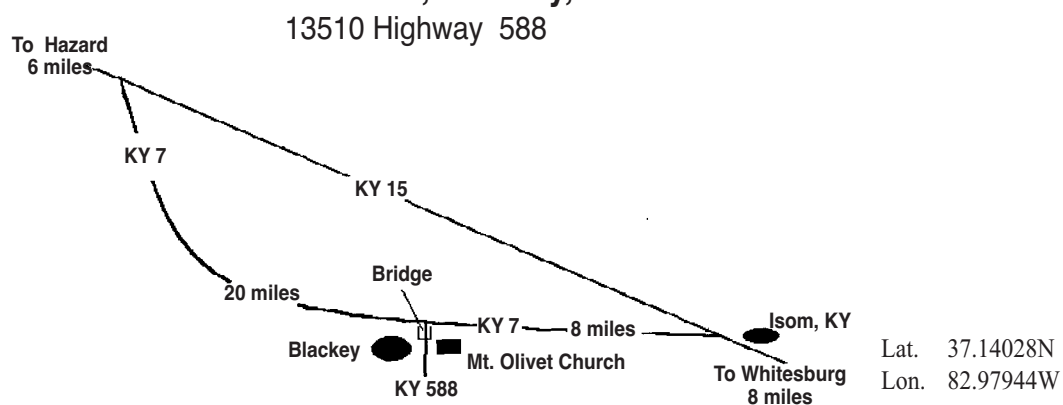 13510 Highway 588
To Hazard
6 miles
KY 7
KY 15
20 miles
Bridge
KY 7
8 miles
Isom, KY
Blackey
Mt. Olivet Church
KY 588
To Whitesburg
8 miles
Lat. 37.14028N
Lon. 82.97944W